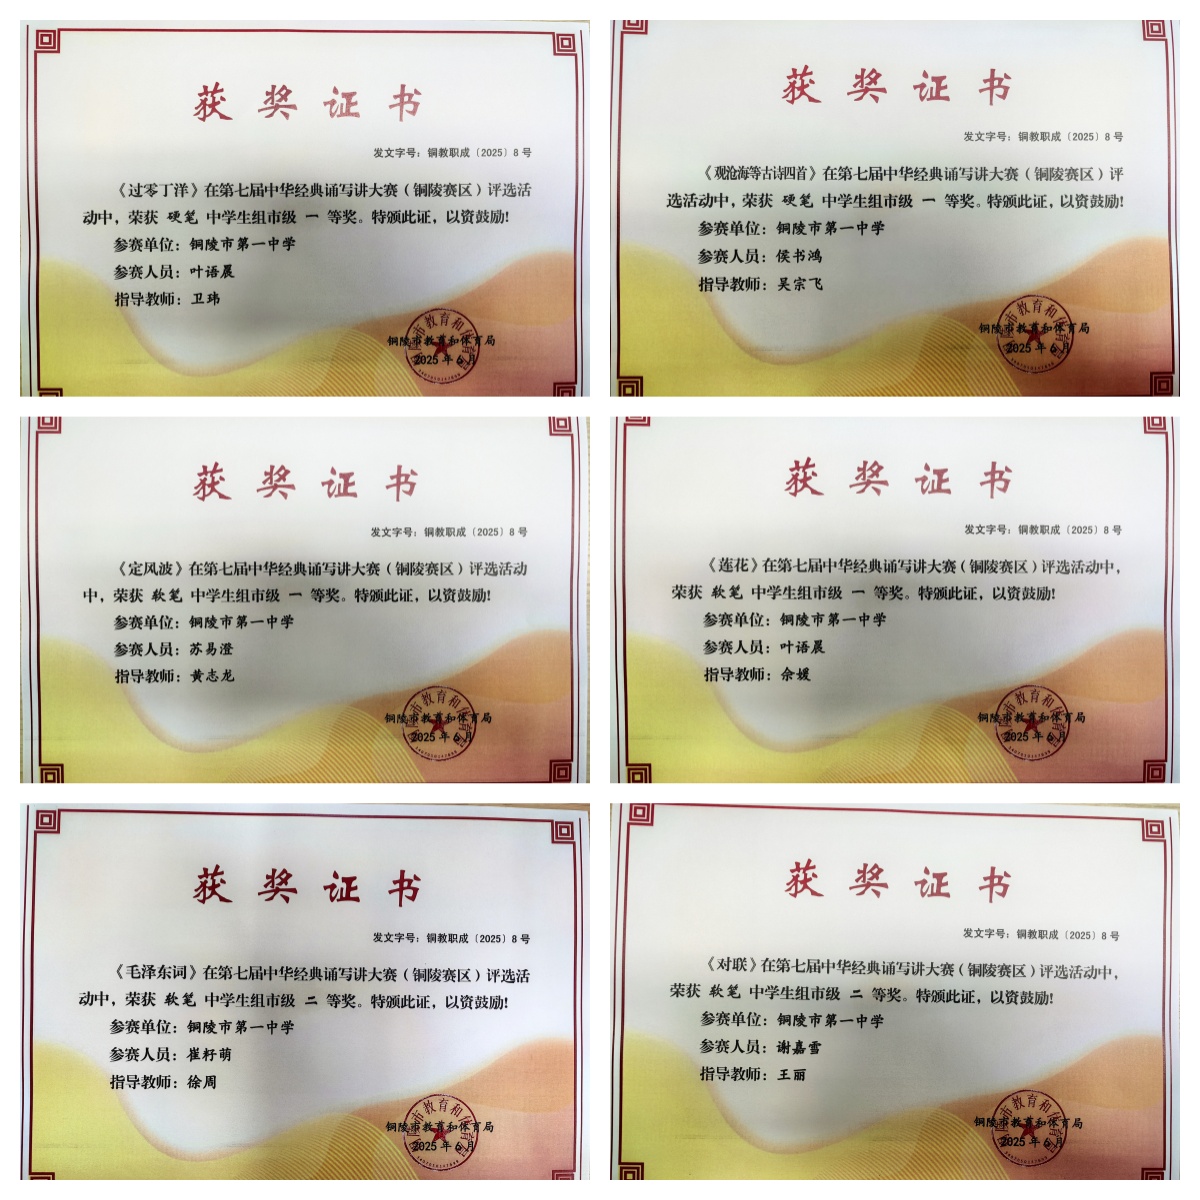 获奖证书
发文字号：铜教职成〔2025〕8号
《过零丁洋》在第七届中华经典诵写讲大赛（铜陵赛区）评选活
动中，荣获 硬笔 中学生组市级 一 等奖。特颁此证，以资鼓励!
参赛单位：铜陵市第一中学
参赛人员：叶语晨
指导教师：卫玮
铜陵市教育和体育局
2025年6月
获奖证书
发文字号：铜教职成〔2025〕8号
《观沧海等古诗四首》在第七届中华经典诵写讲大赛（铜陵赛区）评
选活动中，荣获 硬笔 中学生组市级 一 等奖。特颁此证，以资鼓励!
参赛单位：铜陵市第一中学
参赛人员：侯书鸿
指导教师：吴宗飞
铜陵市教育和体育局
2025年6月
获奖证书
发文字号：铜教职成〔2025〕8号
《定风波》在第七届中华经典诵写讲大赛（铜陵赛区）评选活动
中，荣获 软笔 中学生组市级 一 等奖。特颁此证，以资鼓励!
参赛单位：铜陵市第一中学
参赛人员：苏易澄
指导教师：黄志龙
铜陵市教育和体育局
2025年6月
获奖证书
发文字号：铜教职成〔2025〕8号
《莲花》在第七届中华经典诵写讲大赛（铜陵赛区）评选活动中，
荣获 软笔 中学生组市级 一 等奖。特颁此证，以资鼓励!
参赛单位：铜陵市第一中学
参赛人员：叶语晨
指导教师：佘媛
铜陵市教育和体育局
2025年6月
获奖证书
发文字号：铜教职成〔2025〕8号
《毛泽东词》在第七届中华经典诵写讲大赛（铜陵赛区）评选活
动中，荣获 软笔 中学生组市级 二 等奖。特颁此证，以资鼓励!
参赛单位：铜陵市第一中学
参赛人员：崔籽萌
指导教师：徐周
铜陵市教育和体育局
2025年6月
获奖证书
发文字号：铜教职成〔2025〕8号
《对联》在第七届中华经典诵写讲大赛（铜陵赛区）评选活动中，
荣获 软笔 中学生组市级 二 等奖。特颁此证，以资鼓励!
参赛单位：铜陵市第一中学
参赛人员：谢嘉雪
指导教师：王丽
铜陵市教育和体育局
2025年6月